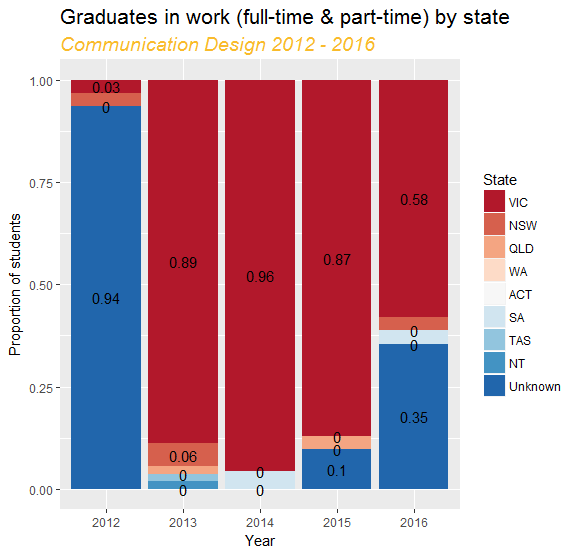 Graduates in work (full-time & part-time) by state
Communication Design 2012 - 2016
1.00
0.75
0.50
0.25
0.00
Proportion of students
0.03
0
0.94
0.89
0.06
0
0
0.96
0
0
0.87
0
0
0.1
0.58
0
0
0.35
2012
2013
2014
2015
2016
Year
State
VIC
NSW
QLD
WA
ACT
SA
TAS
NT
Unknown